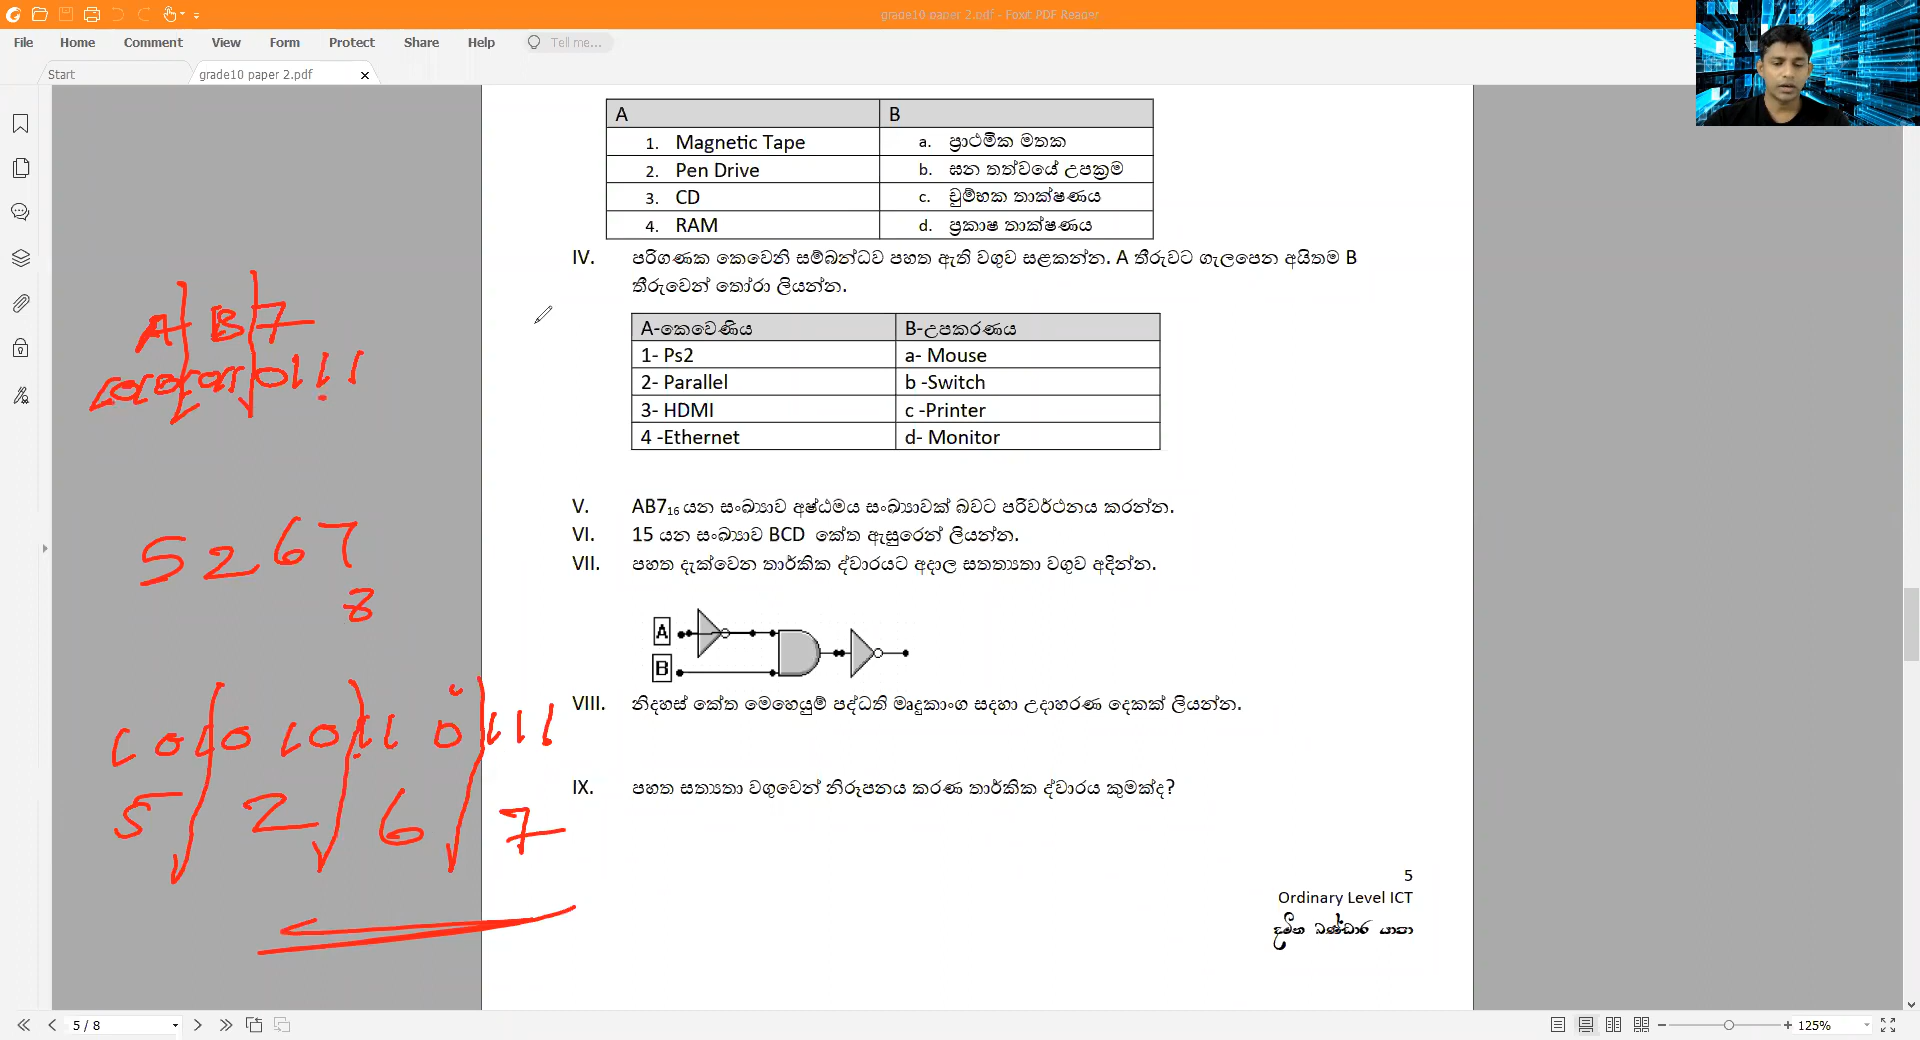 grade10 paper 2.pdf - Foxit PDF Reader
File Home Comment View Form Protect Share Help Tell me...
Start grade10 paper 2.pdf
A B
1. Magnetic Tape a. ප්‍රාථමික මතක
2. Pen Drive b. ඝන තත්වයේ උපක්‍රම
3. CD c. චුම්භක තාක්ෂණය
4. RAM d. ප්‍රකාෂ තාක්ෂණය
IV. පරිගණක කෙවෙනි සම්බන්ධව පහත ඇති වගුව සළකන්න. A තීරුවට ගැලපෙන අයිතම B
තීරුවෙන් තෝරා ලියන්න.
A-කෙවෙණිය B-උපකරණය
1- Ps2 a- Mouse
2- Parallel b -Switch
3- HDMI c -Printer
4 -Ethernet d- Monitor
V. AB7₁₆ යන සංඛ්‍යාව අෂ්ඨමය සංඛ්‍යාවක් බවට පරිවර්ථනය කරන්න.
VI. 15 යන සංඛ්‍යාව BCD කේත ඇසුරෙන් ලියන්න.
VII. පහත දැක්වෙන තාර්කික ද්වාරයට අදාල සතත්‍යතා වගුව අදින්න.
A
B
VIII. නිදහස් කේත මෙහෙයුම් පද්ධති මෘදුකාංග සදහා උදාහරණ දෙකක් ලියන්න.
IX. පහත සත්‍යතා වගුවෙන් නිරූපනය කරණ තාර්කික ද්වාරය කුමක්ද?
5
Ordinary Level ICT
A B 7
5267
8
1010 1011 0111
5 2 6 7
5 / 8
125%